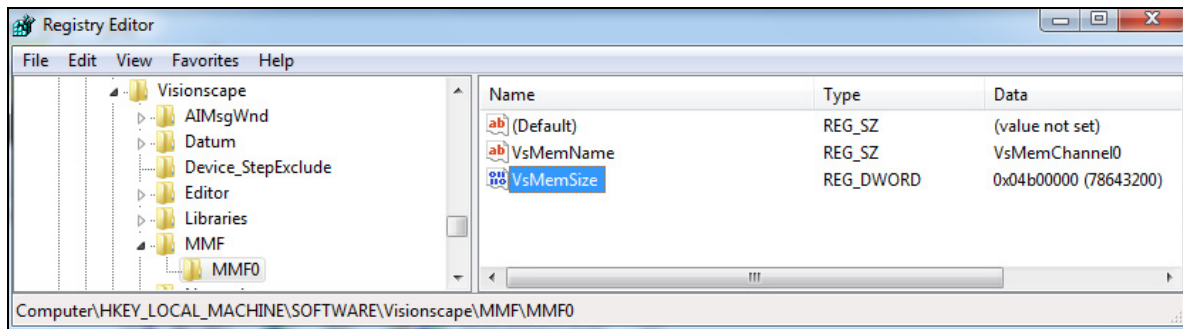 Registry Editor
File Edit View Favorites Help
Visionscape
AIMsgWnd
Datum
Device_StepExclude
Editor
Libraries
MMF
MMF0
Name Type Data
(Default) REG_SZ (value not set)
VsMemName REG_SZ VsMemChannel0
VsMemSize REG_DWORD 0x04b00000 (78643200)
Computer\HKEY_LOCAL_MACHINE\SOFTWARE\Visionscape\MMF\MMF0